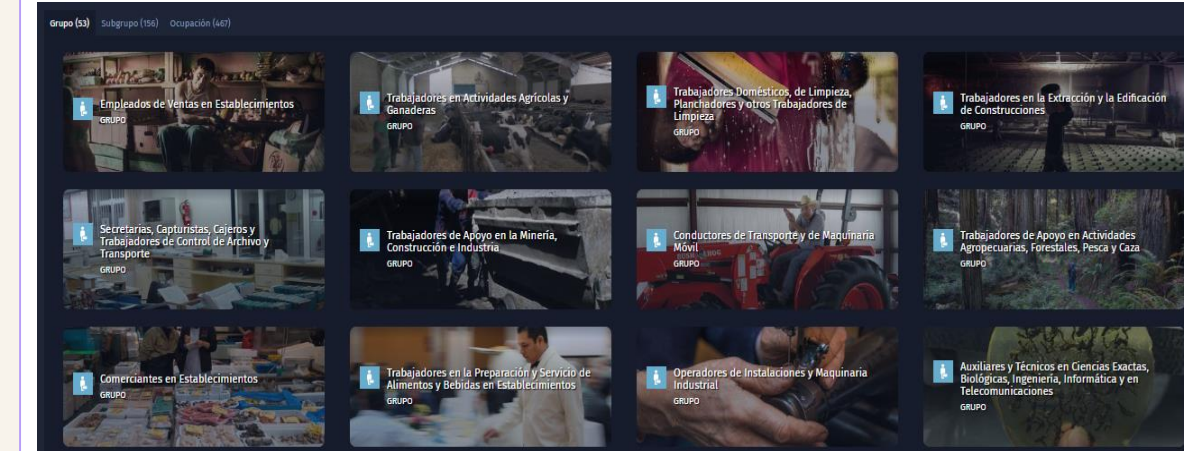 Grupo (53) Subgrupo (156) Ocupación (467)
Empleados de Ventas en Establecimientos
GRUPO
Trabajadores en Actividades Agrícolas y
Ganaderas
GRUPO
Trabajadores Domésticos, de Limpieza,
Planchadores y otros Trabajadores de
Limpieza
GRUPO
Trabajadores en la Extracción y la Edificación
de Construcciones
GRUPO
Secretarias, Capturistas, Cajeros y
Trabajadores de Control de Archivo y
Transporte
GRUPO
Trabajadores de Apoyo en la Minería,
Construcción e Industria
GRUPO
Conductores de Transporte y de Maquinaria
Móvil
GRUPO
Trabajadores de Apoyo en Actividades
Agropecuarias, Forestales, Pesca y Caza
GRUPO
Comerciantes en Establecimientos
GRUPO
Trabajadores en la Preparación y Servicio de
Alimentos y Bebidas en Establecimientos
GRUPO
Operadores de Instalaciones y Maquinaria
Industrial
GRUPO
Auxiliares y Técnicos en Ciencias Exactas,
Biológicas, Ingeniería, Informática y en
Telecomunicaciones
GRUPO